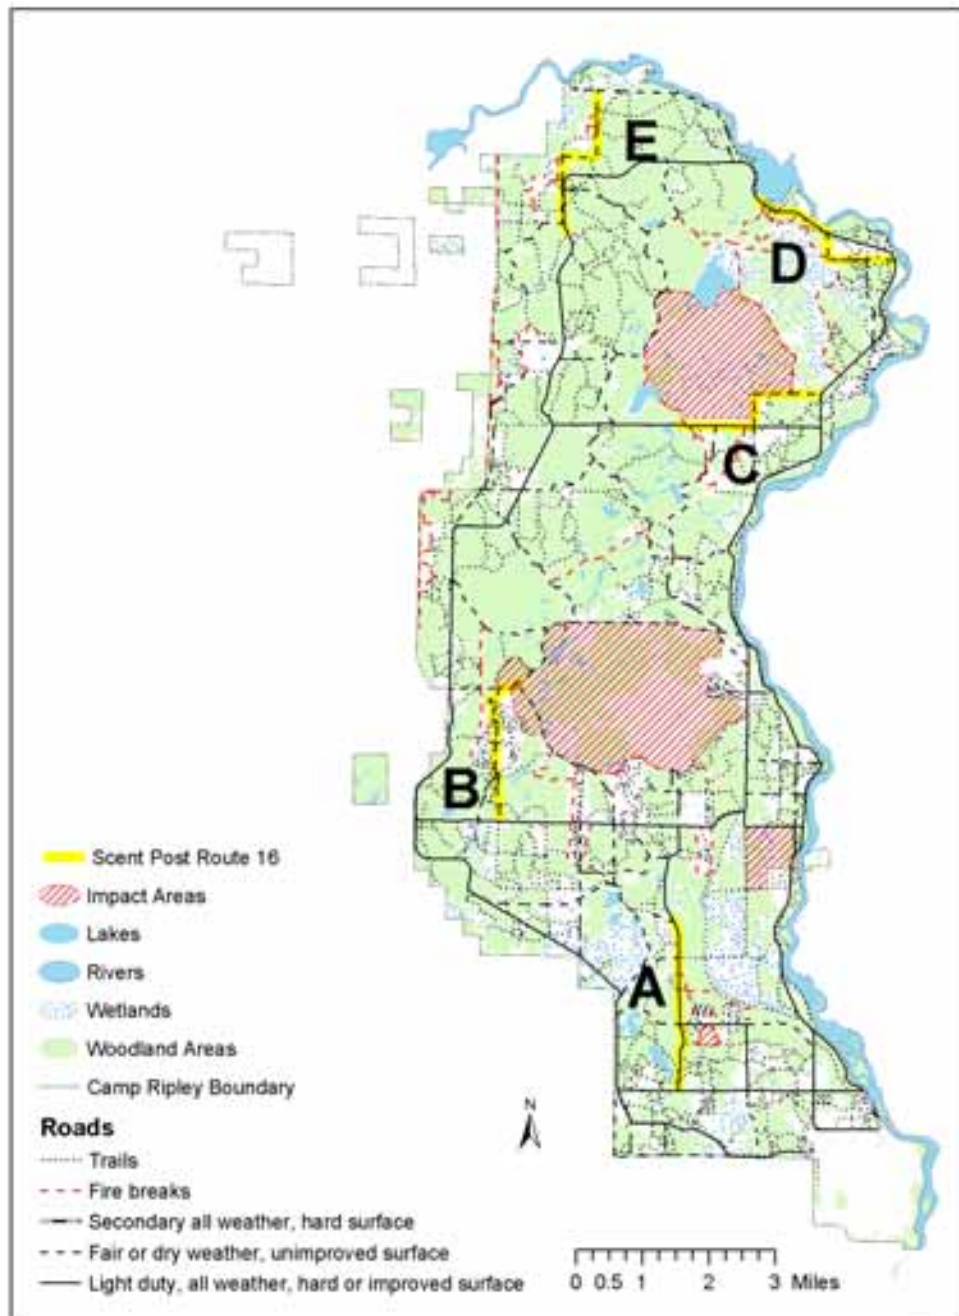 E
D
C
B
A
Scent Post Route 16
Impact Areas
Lakes
Rivers
Wetlands
Woodland Areas
Camp Ripley Boundary
Roads
Trails
Fire breaks
Secondary all weather, hard surface
Fair or dry weather, unimproved surface
Light duty, all weather, hard or improved surface
N
0 0.5 1 2 3 Miles